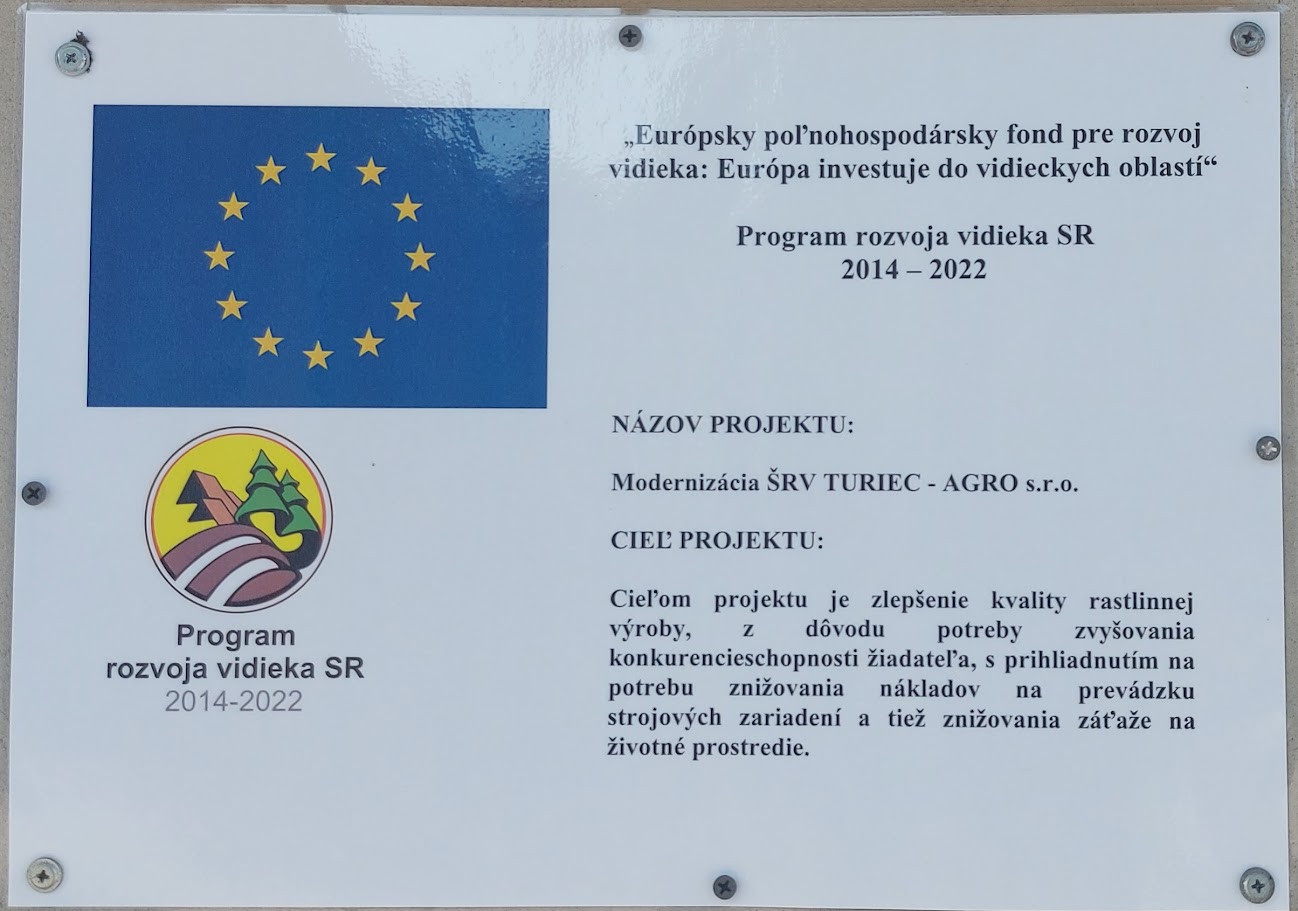 „Európsky poľnohospodársky fond pre rozvoj
vidieka: Európa investuje do vidieckych oblastí“
Program rozvoja vidieka SR
2014 – 2022
NÁZOV PROJEKTU:
Modernizácia ŠRV TURIEC - AGRO s.r.o.
CIEĽ PROJEKTU:
Cieľom projektu je zlepšenie kvality rastlinnej
výroby, z dôvodu potreby zvyšovania
konkurencieschopnosti žiadateľa, s prihliadnutím na
potrebu znižovania nákladov na prevádzku
strojových zariadení a tiež znižovania záťaže na
životné prostredie.
Program
rozvoja vidieka SR
2014-2022